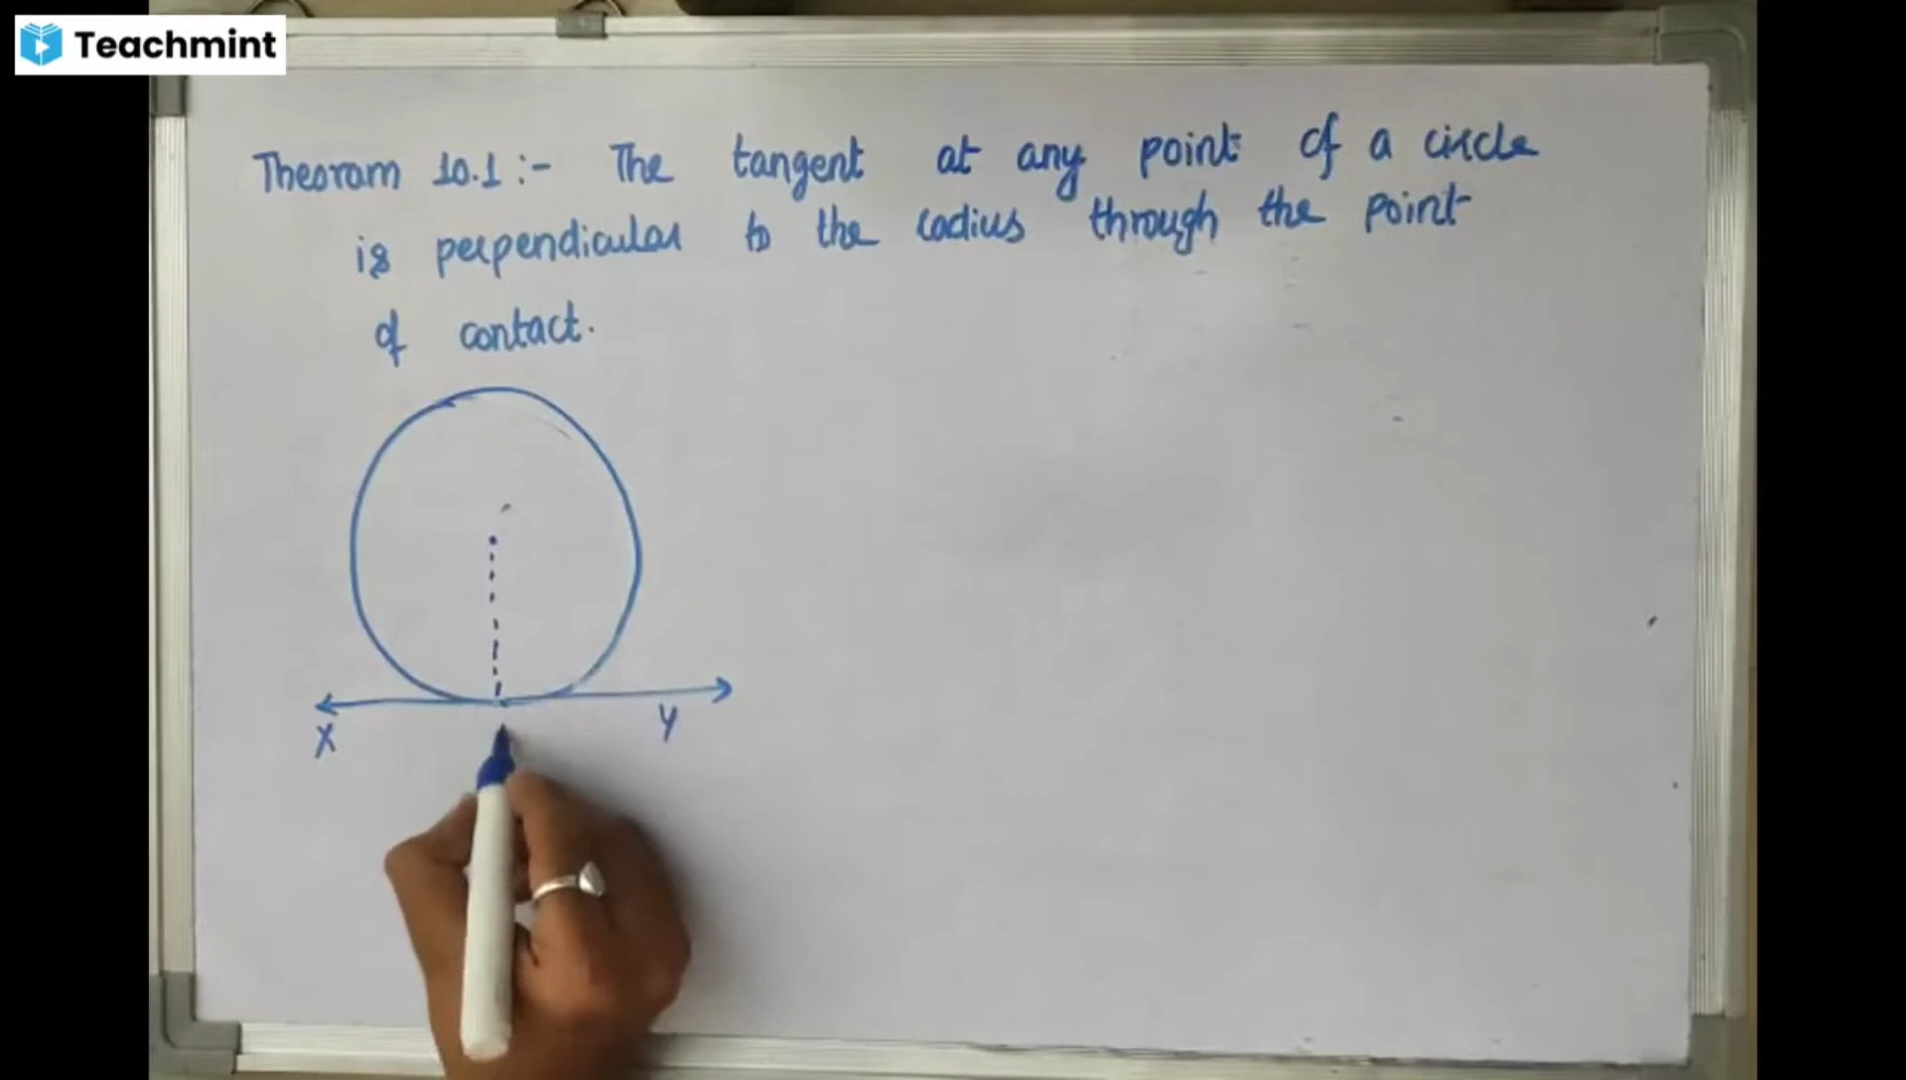 Teachmint
Theoram 10.1 :- The tangent at any point of a circle
is perpendicular to the radius through the point
of contact.
X Y